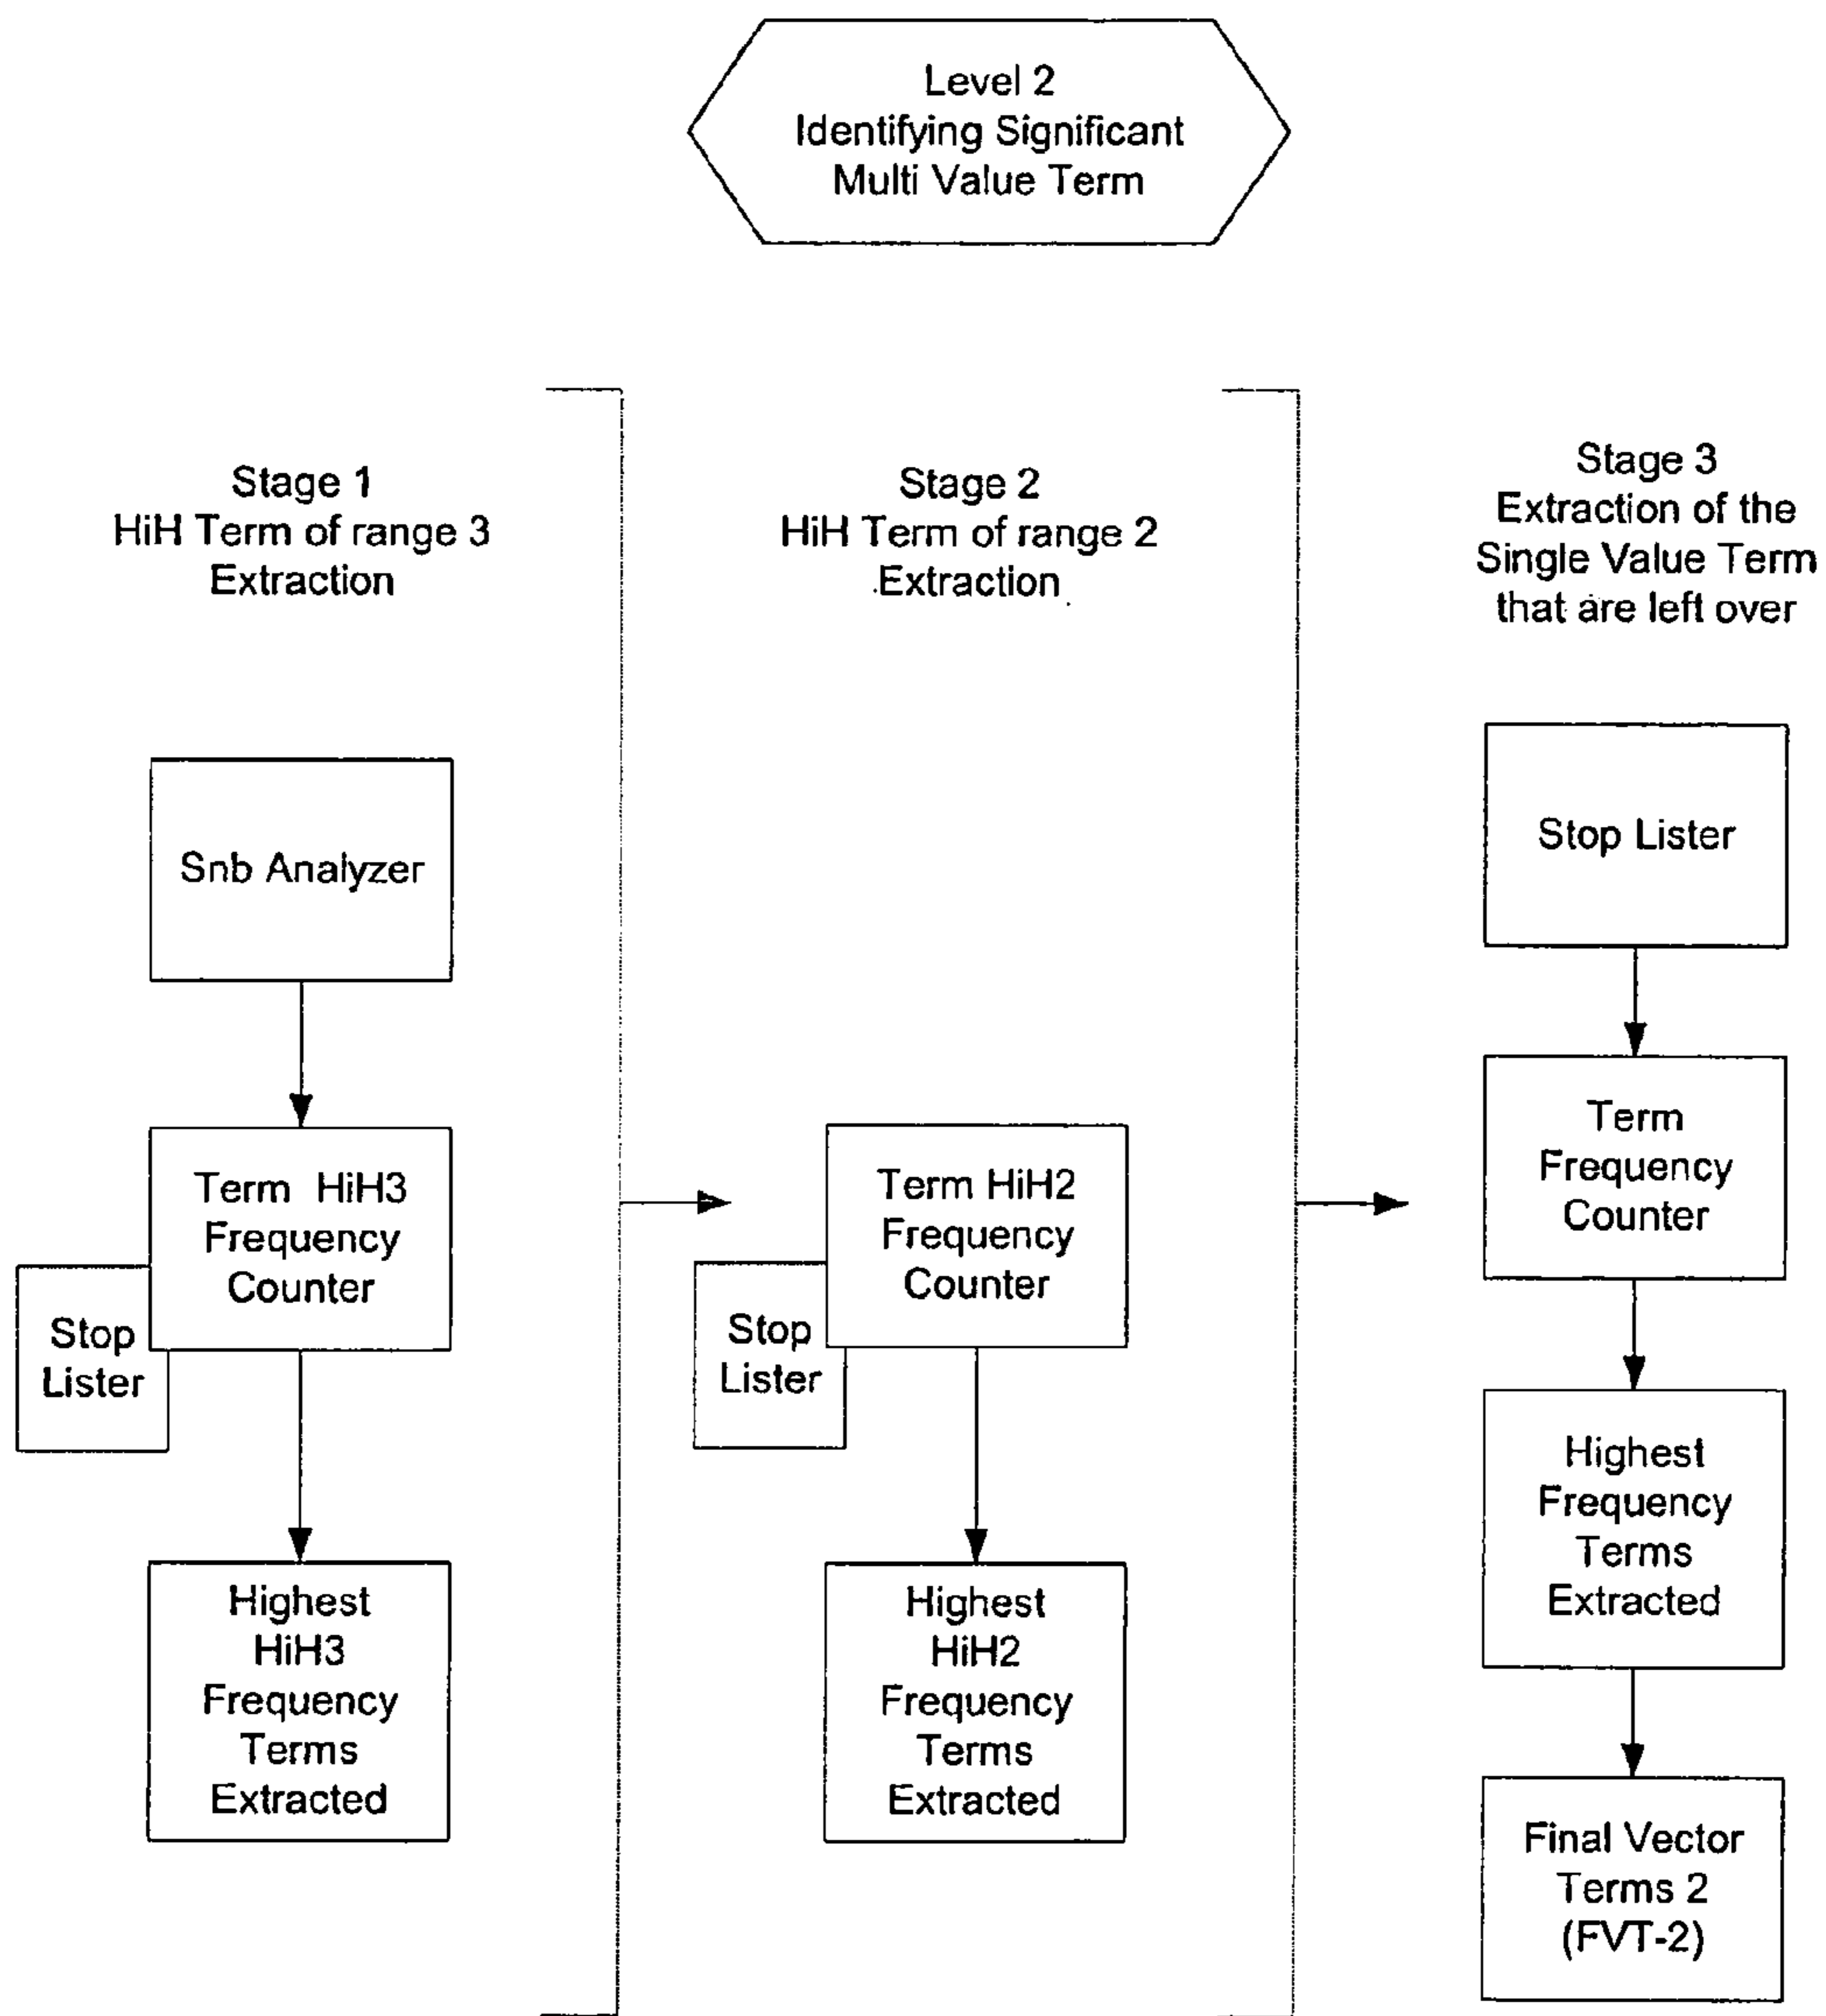 Level 2
Identifying Significant
Multi Value Term
Stage 1
HiH Term of range 3
Extraction
Snb Analyzer
Term HiH3
Frequency
Counter
Stop
Lister
Highest
HiH3
Frequency
Terms
Extracted
Stage 2
HiH Term of range 2
Extraction
Term HiH2
Frequency
Counter
Stop
Lister
Highest
HiH2
Frequency
Terms
Extracted
Stage 3
Extraction of the
Single Value Term
that are left over
Stop Lister
Term
Frequency
Counter
Highest
Frequency
Terms
Extracted
Final Vector
Terms 2
(FVT-2)